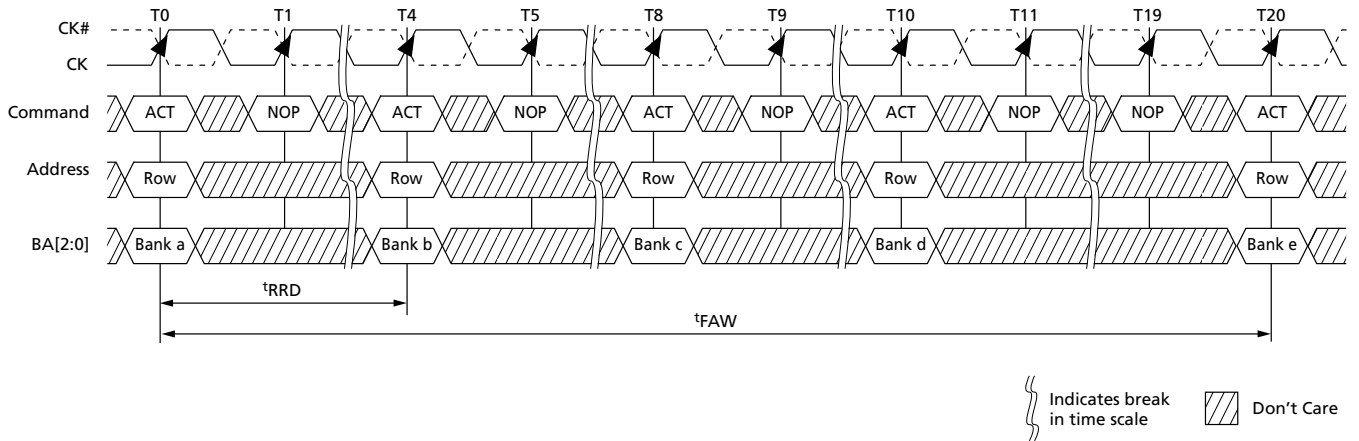 T0 T1 T4 T5 T8 T9 T10 T11 T19 T20
CK#
CK
Command ACT NOP ACT NOP ACT NOP ACT NOP NOP ACT
Address Row Row Row Row Row
BA[2:0] Bank a Bank b Bank c Bank d Bank e
tRRD
tFAW
Indicates break
in time scale
Don't Care